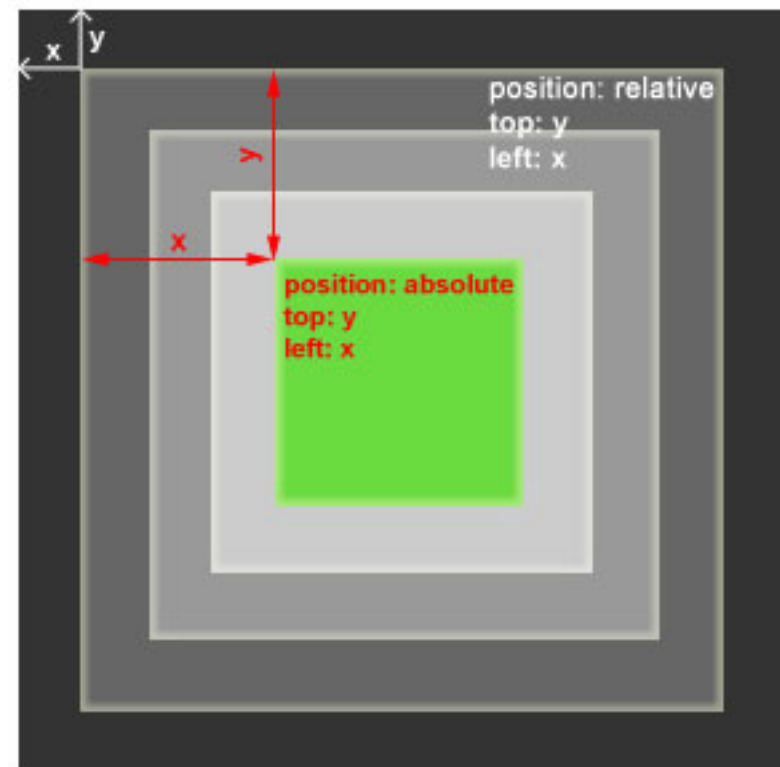 x
y
position: relative
top: y
left: x
y
x
position: absolute
top: y
left: x